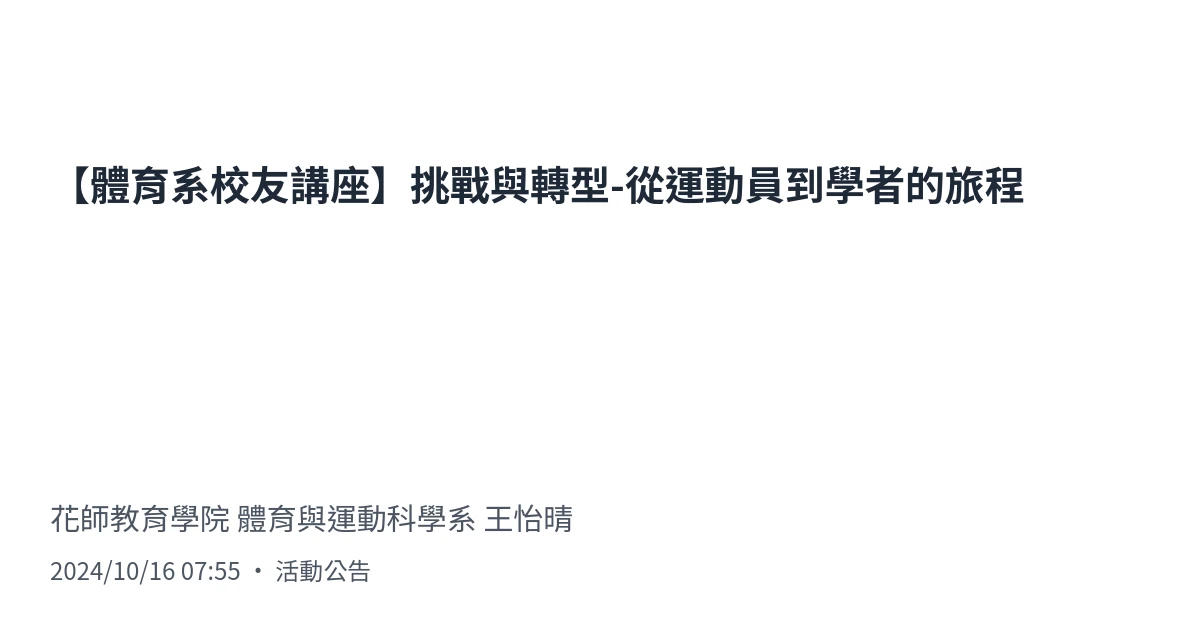 【體育系校友講座】挑戰與轉型-從運動員到學者的旅程
花師教育學院 體育與運動科學系 王怡晴
2024/10/16 07:55 • 活動公告